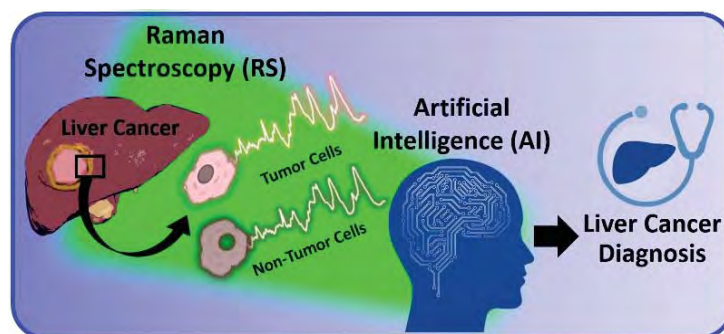 Raman
Spectroscopy (RS)
Liver Cancer
Tumor Cells
Non-Tumor Cells
Artificial
Intelligence (AI)
Liver Cancer
Diagnosis